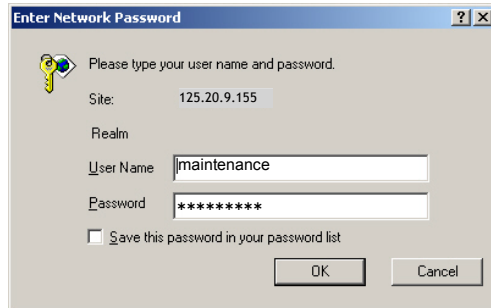 Enter Network Password
? X
Please type your user name and password.
Site: 125.20.9.155
Realm
User Name maintenance
Password *********
Save this password in your password list
OK Cancel